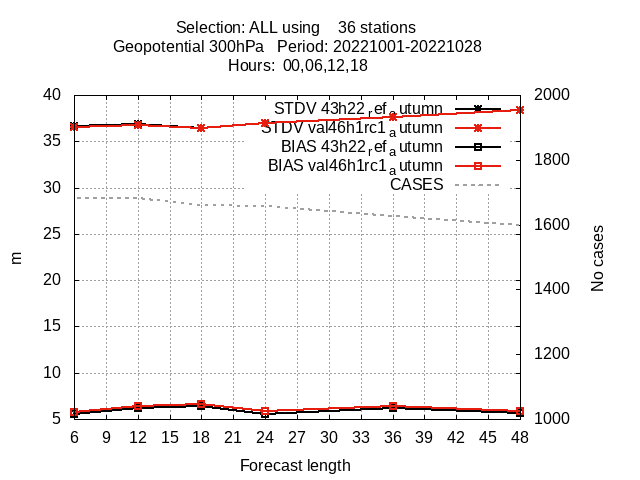 Selection: ALL using    36 stations
Geopotential 300hPa   Period: 20221001-20221028
Hours:  00,06,12,18
40
35
30
25
20
15
10
5
m
STDV 43h22_ref_autumn
STDV val46h1rc1_autumn
BIAS 43h22_ref_autumn
BIAS val46h1rc1_autumn
CASES
2000
1800
1600
1400
1200
1000
No cases
6 9 12 15 18 21 24 27 30 33 36 39 42 45 48
Forecast length